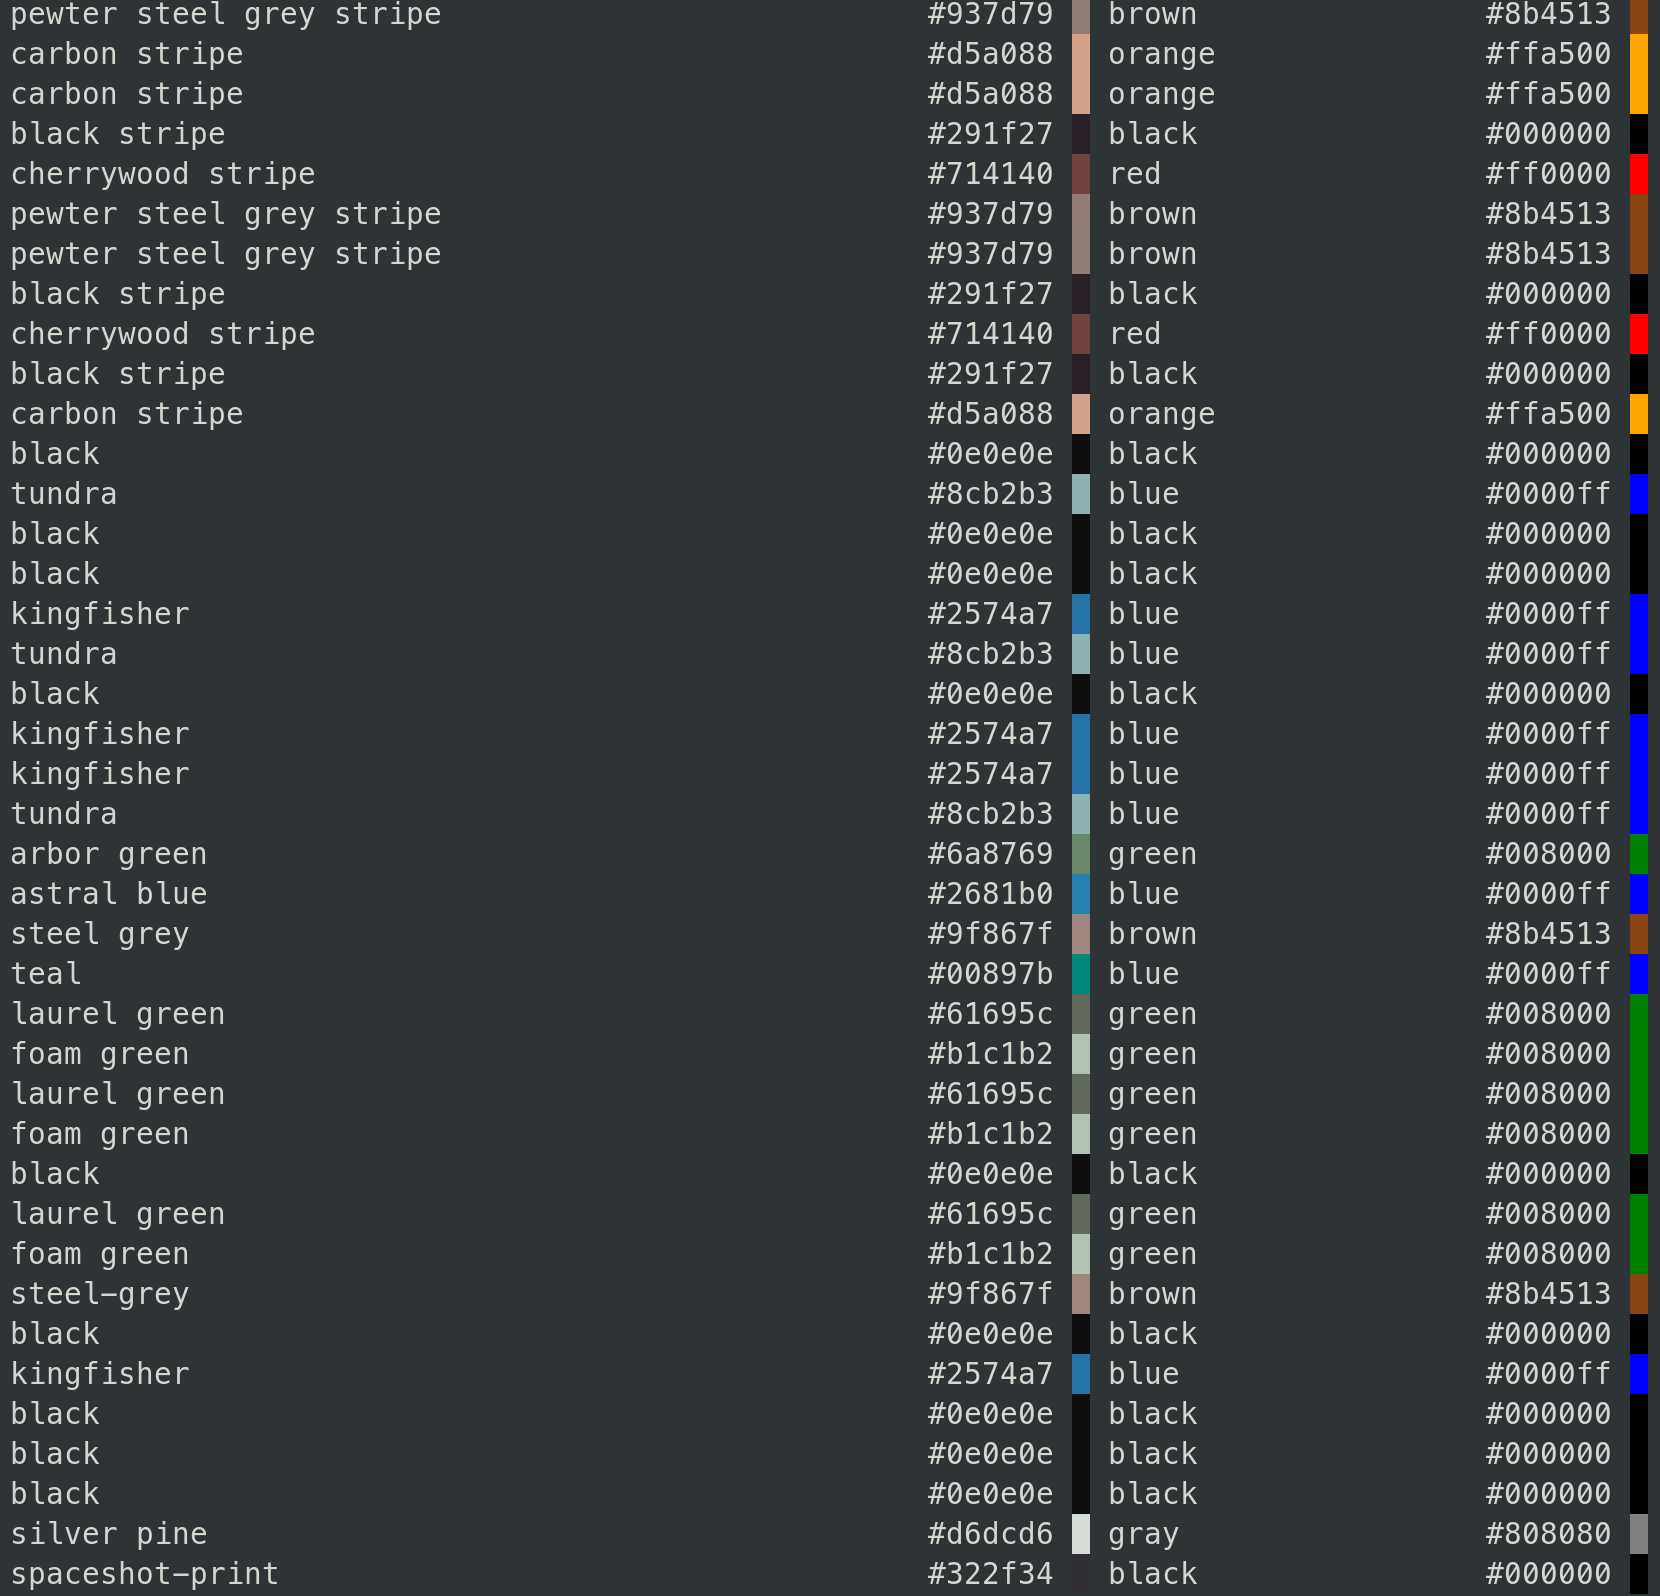 pewter steel grey stripe #937d79 brown #8b4513
carbon stripe #d5a088 orange #ffa500
carbon stripe #d5a088 orange #ffa500
black stripe #291f27 black #000000
cherrywood stripe #714140 red #ff0000
pewter steel grey stripe #937d79 brown #8b4513
pewter steel grey stripe #937d79 brown #8b4513
black stripe #291f27 black #000000
cherrywood stripe #714140 red #ff0000
black stripe #291f27 black #000000
carbon stripe #d5a088 orange #ffa500
black #0e0e0e black #000000
tundra #8cb2b3 blue #0000ff
black #0e0e0e black #000000
black #0e0e0e black #000000
kingfisher #2574a7 blue #0000ff
tundra #8cb2b3 blue #0000ff
black #0e0e0e black #000000
kingfisher #2574a7 blue #0000ff
kingfisher #2574a7 blue #0000ff
tundra #8cb2b3 blue #0000ff
arbor green #6a8769 green #008000
astral blue #2681b0 blue #0000ff
steel grey #9f867f brown #8b4513
teal #00897b blue #0000ff
laurel green #61695c green #008000
foam green #b1c1b2 green #008000
laurel green #61695c green #008000
foam green #b1c1b2 green #008000
black #0e0e0e black #000000
laurel green #61695c green #008000
foam green #b1c1b2 green #008000
steel-grey #9f867f brown #8b4513
black #0e0e0e black #000000
kingfisher #2574a7 blue #0000ff
black #0e0e0e black #000000
black #0e0e0e black #000000
black #0e0e0e black #000000
silver pine #d6dcd6 gray #808080
spaceshot-print #322f34 black #000000